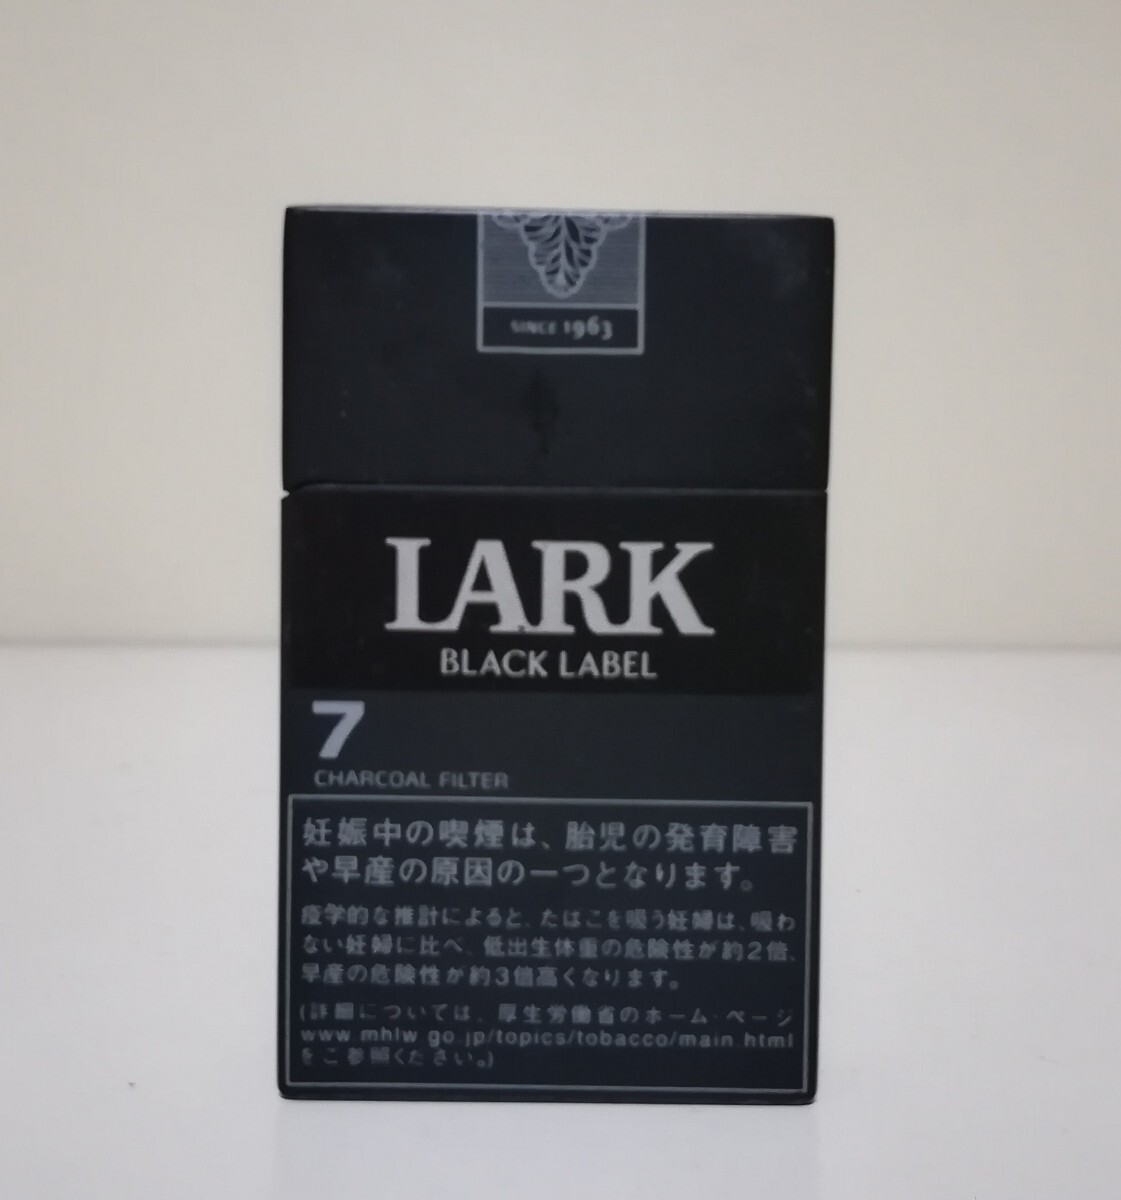 SINCE 1963
LARK
BLACK LABEL
7
CHARCOAL FILTER
妊娠中の喫煙は、胎児の発育障害
や早産の原因の一つとなります。
疫学的な推計によると、たばこを吸う妊婦は、吸わ
ない妊婦に比べ、低出生体重の危険性が約2倍、
早産の危険性が約3倍高くなります。
(詳細については、厚生労働省のホーム・ページ
www.mhlw.go.jp/topics/tobacco/main.html
をご参照ください。)